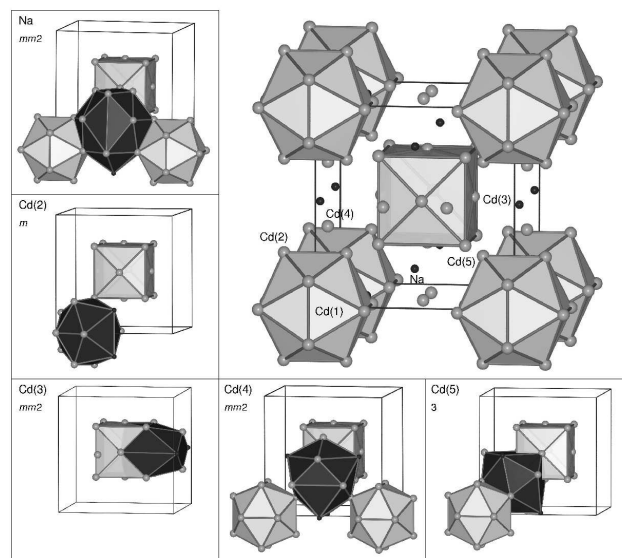 Na
mm2
Cd(2)
m
Cd(3)
mm2
Cd(4)
mm2
Cd(5)
3
Cd(3)
Cd(4)
Cd(2)
Cd(5)
Na
Cd(1)